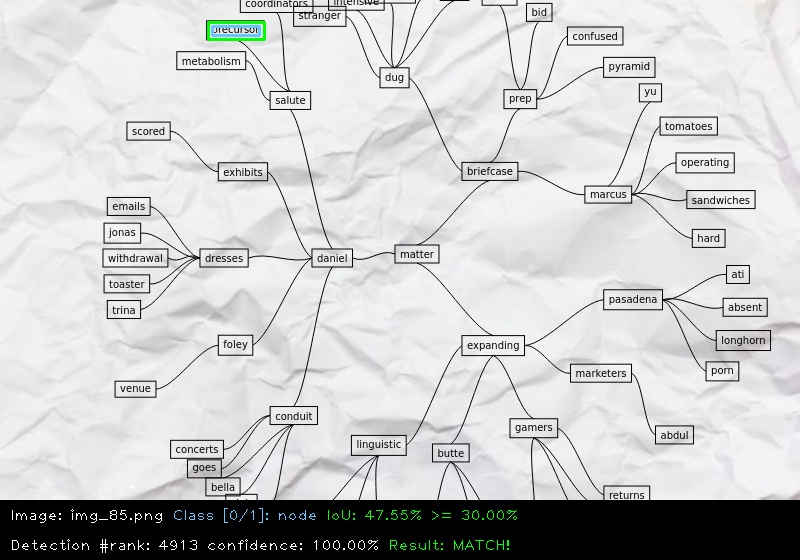 coordinators
intensive
stranger
bid
precursor
confused
metabolism
pyramid
dug
yu
salute
prep
scored
tomatoes
operating
exhibits
briefcase
marcus
sandwiches
emails
jonas
hard
withdrawal
dresses
daniel
matter
ati
toaster
trina
pasadena
absent
longhorn
foley
expanding
porn
marketers
venue
conduit
gamers
abdul
concerts
linguistic
butte
goes
bella
returns
Image: img_85.png Class [0/1]: node IoU: 47.55% >= 30.00%
Detection #rank: 4913 confidence: 100.00% Result: MATCH!